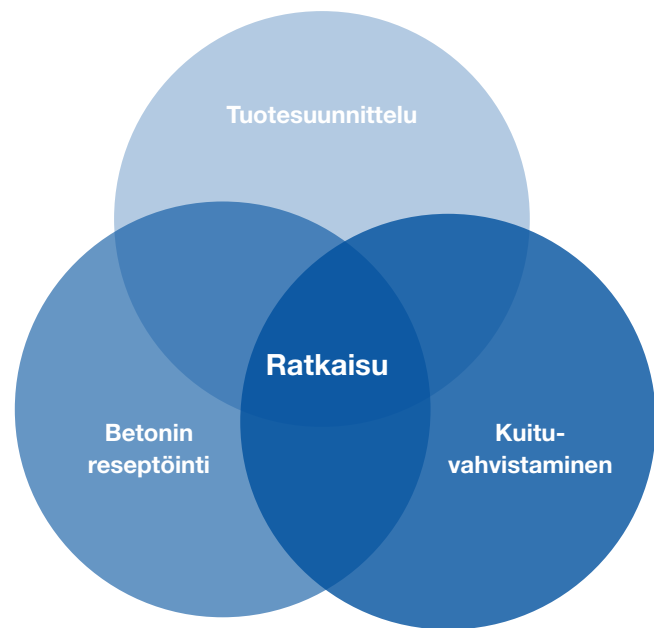 Tuotesuunnittelu
Ratkaisu
Betonin
reseptöinti
Kuitu-
vahvistaminen